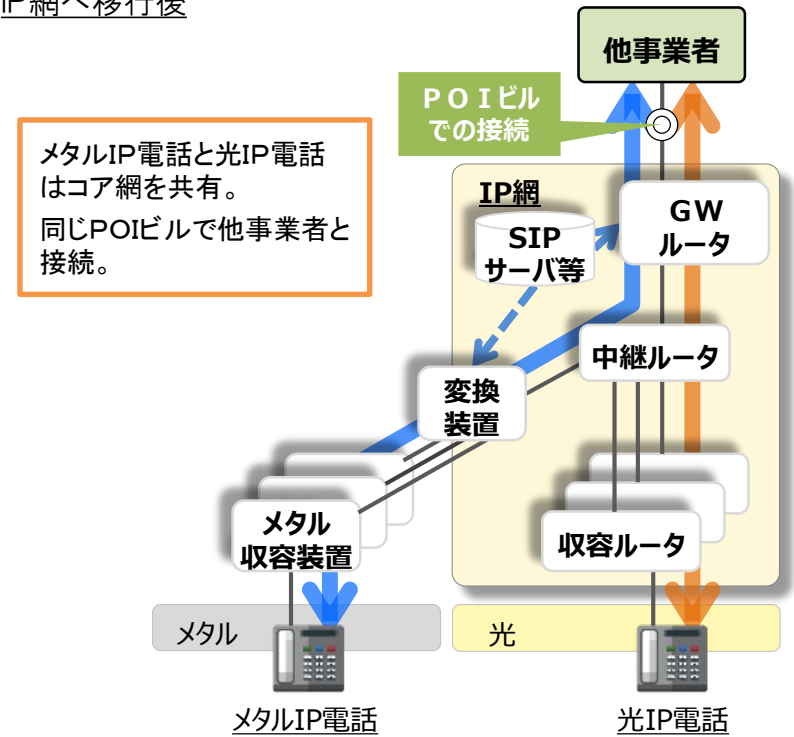 IP網へ移行後
他事業者
ＰＯＩビル
での接続
メタルIP電話と光IP電話
はコア網を共有。
同じPOIビルで他事業者と
接続。
IP網
GW
ルータ
SIP
サーバ等
中継ルータ
変換
装置
メタル
収容装置
収容ルータ
メタル
光
メタルIP電話
光IP電話